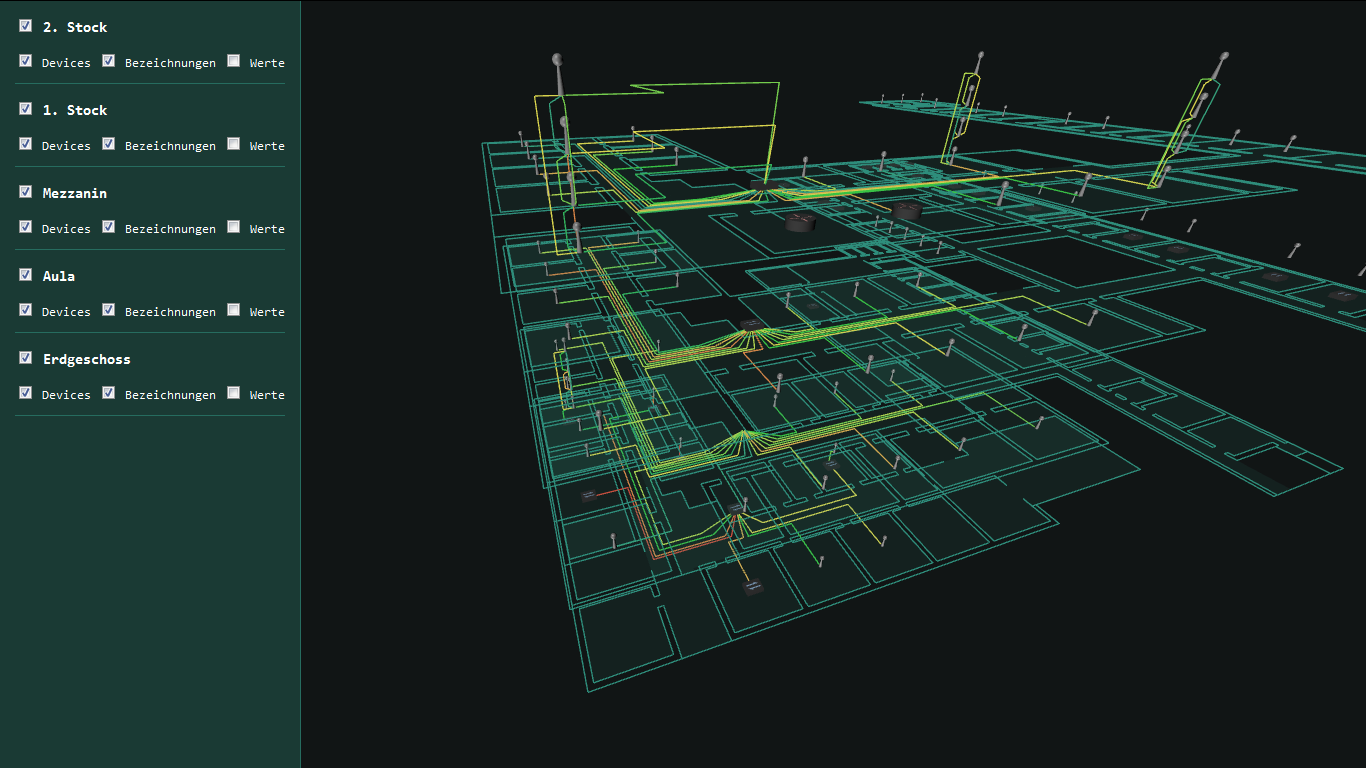 2. Stock
Devices Bezeichnungen Werte
1. Stock
Devices Bezeichnungen Werte
Mezzanin
Devices Bezeichnungen Werte
Aula
Devices Bezeichnungen Werte
Erdgeschoss
Devices Bezeichnungen Werte